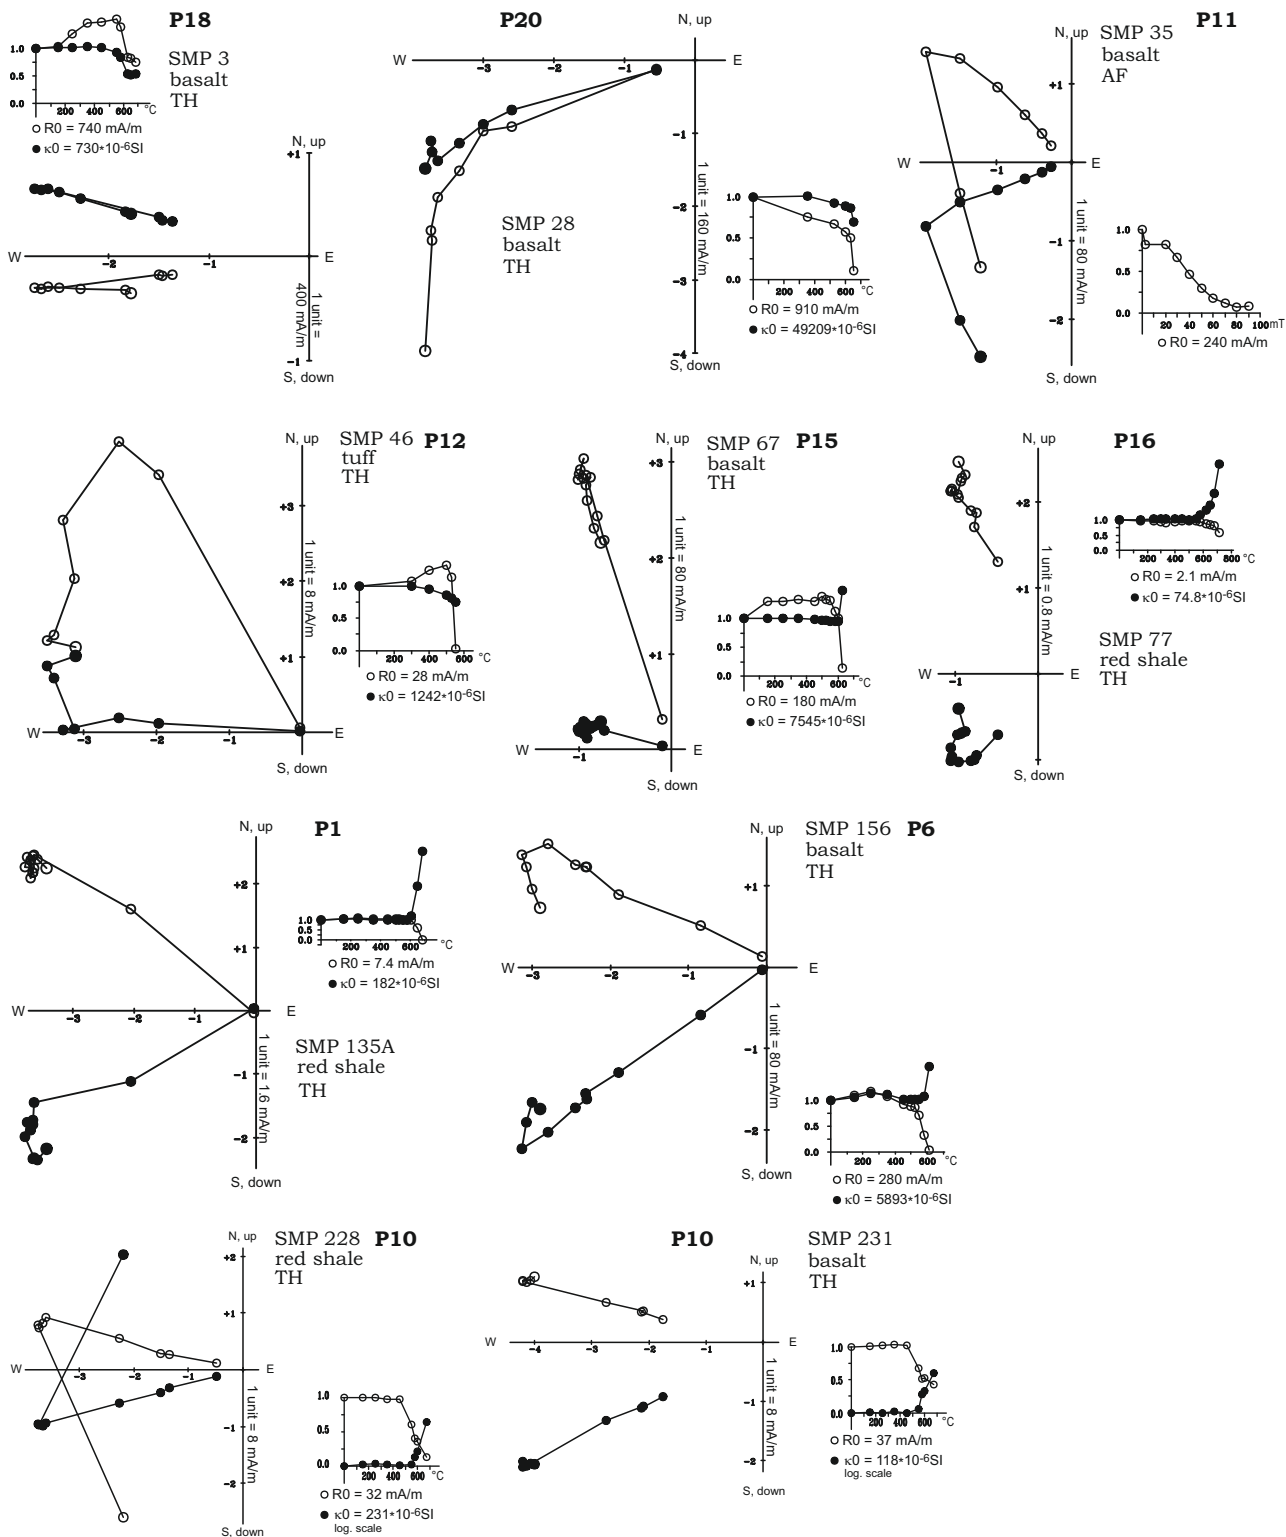 P18
SMP 3
basalt
TH
1.0
0.5
0.0
200
400
600
°C
R0 = 740 mA/m
κ0 = 730*10-6SI
+1
W
-2
-1
E
1 unit =
400 mA/m
-1
S, down
P20
N, up
W
-3
-2
-1
E
-1
1 unit = 160 mA/m
-2
-3
-4
S, down
SMP 28
basalt
TH
1.0
0.5
0.0
200
400
600
°C
R0 = 910 mA/m
κ0 = 49209*10-6SI
P11
N, up
SMP 35
basalt
AF
+1
W
-1
E
1 unit = 80 mA/m
-1
-2
S, down
1.0
0.5
0.0
20
40
60
80
100mT
R0 = 240 mA/m
N, up
SMP 46
tuff
TH
P12
+3
1 unit = 8 mA/m
+2
+1
W
-3
-2
-1
E
S, down
1.0
0.5
0.0
200
400
600
°C
R0 = 28 mA/m
κ0 = 1242*10-6SI
N, up
SMP 67
basalt
TH
P15
+3
1 unit = 80 mA/m
+2
+1
W
-1
E
S, down
1.0
0.5
0.0
200
400
600
°C
R0 = 180 mA/m
κ0 = 7545*10-6SI
N, up
P16
+2
1 unit = 0.8 mA/m
+1
W
-1
E
S, down
1.0
0.5
0.0
200
400
600
800
°C
R0 = 2.1 mA/m
κ0 = 74.8*10-6SI
SMP 77
red shale
TH
N, up
P1
+2
+1
W
-3
-2
-1
E
-1
1 unit = 1.6 mA/m
-2
S, down
1.0
0.5
0.0
200
400
600
°C
R0 = 7.4 mA/m
κ0 = 182*10-6SI
SMP 135A
red shale
TH
N, up
SMP 156
basalt
TH
P6
+1
W
-3
-2
-1
E
-1
1 unit = 80 mA/m
-2
S, down
1.0
0.5
0.0
200
400
600
°C
R0 = 280 mA/m
κ0 = 5893*10-6SI
N, up
SMP 228
red shale
TH
P10
+2
+1
W
-3
-2
-1
E
-1
1 unit = 8 mA/m
-2
S, down
1.0
0.5
0.0
200
400
600
°C
R0 = 32 mA/m
κ0 = 231*10-6SI
log. scale
P10
N, up
SMP 231
basalt
TH
+1
W
-4
-3
-2
-1
E
-1
1 unit = 8 mA/m
-2
S, down
1.0
0.5
0.0
200
400
600
°C
R0 = 37 mA/m
κ0 = 118*10-6SI
log. scale